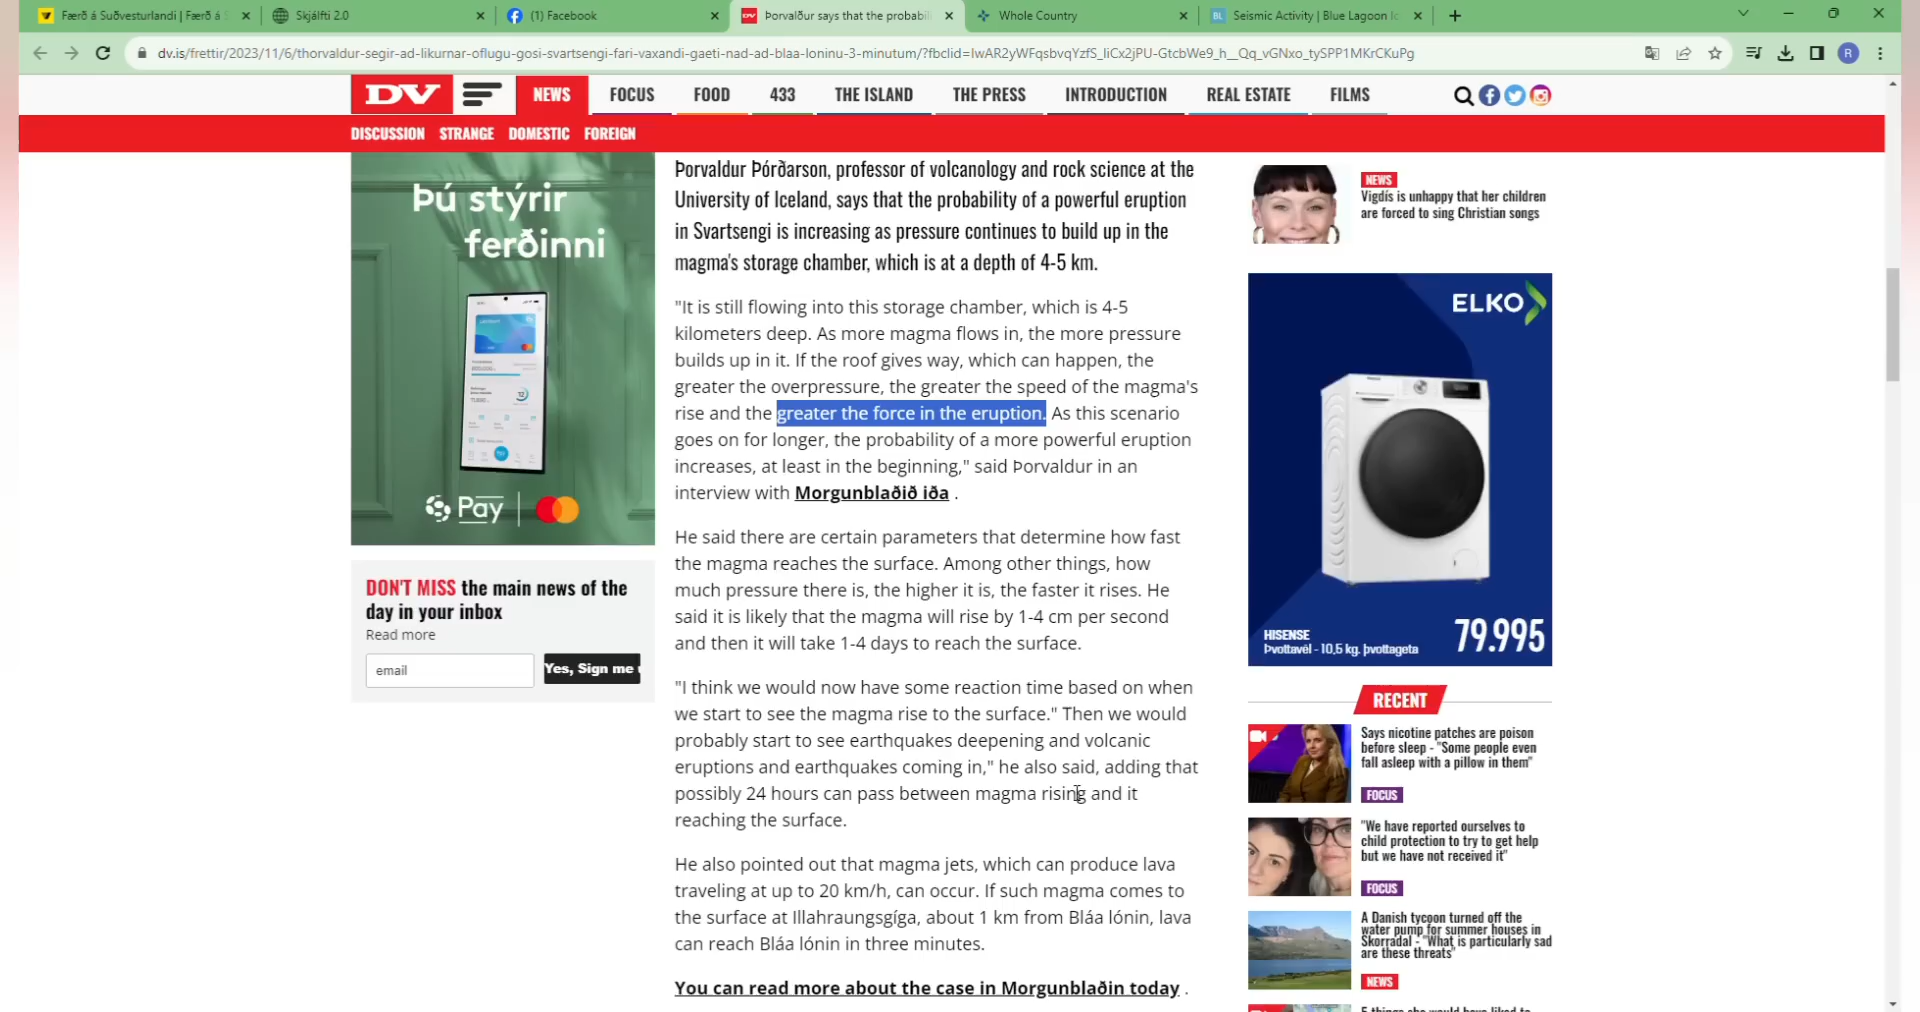 Færð á Suðvesturlandi | Færð á
Skjálfti 2.0
(1) Facebook
Þorvaldur says that the probabil
Whole Country
Seismic Activity | Blue Lagoon Ic
dv.is/frettir/2023/11/6/thorvaldur-segir-ad-likurnar-oflugu-gosi-svartsengi-fari-vaxandi-gaeti-nad-ad-blaa-loninu-3-minutum/?fbclid=IwAR2yWFqsbvqYzfS_liCx2jPU-GtcbWe9_h__Qq_vGNxo_tySPP1MKrCKuPg
R
DV
NEWS
FOCUS
FOOD
433
THE ISLAND
THE PRESS
INTRODUCTION
REAL ESTATE
FILMS
DISCUSSION
STRANGE
DOMESTIC
FOREIGN
Þú stýrir
ferðinni
Pay
DON'T MISS the main news of the
day in your inbox
Read more
email
Yes, Sign me
Þorvaldur Þórðarson, professor of volcanology and rock science at the
University of Iceland, says that the probability of a powerful eruption
in Svartsengi is increasing as pressure continues to build up in the
magma's storage chamber, which is at a depth of 4-5 km.
"It is still flowing into this storage chamber, which is 4-5
kilometers deep. As more magma flows in, the more pressure
builds up in it. If the roof gives way, which can happen, the
greater the overpressure, the greater the speed of the magma's
rise and the greater the force in the eruption. As this scenario
goes on for longer, the probability of a more powerful eruption
increases, at least in the beginning," said Þorvaldur in an
interview with Morgunblaðið iða .
He said there are certain parameters that determine how fast
the magma reaches the surface. Among other things, how
much pressure there is, the higher it is, the faster it rises. He
said it is likely that the magma will rise by 1-4 cm per second
and then it will take 1-4 days to reach the surface.
"I think we would now have some reaction time based on when
we start to see the magma rise to the surface." Then we would
probably start to see earthquakes deepening and volcanic
eruptions and earthquakes coming in," he also said, adding that
possibly 24 hours can pass between magma rising and it
reaching the surface.
He also pointed out that magma jets, which can produce lava
traveling at up to 20 km/h, can occur. If such magma comes to
the surface at Illahraungsgíga, about 1 km from Bláa lónin, lava
can reach Bláa lónin in three minutes.
You can read more about the case in Morgunblaðin today .
NEWS
Vigdís is unhappy that her children
are forced to sing Christian songs
ELKO
HISENSE
Þvottavél - 10,5 kg. þvottageta
79.995
RECENT
Says nicotine patches are poison
before sleep - "Some people even
fall asleep with a pillow in them"
FOCUS
"We have reported ourselves to
child protection to try to get help
but we have not received it"
FOCUS
A Danish tycoon turned off the
water pump for summer houses in
Skorradal - "What is particularly sad
are these threats"
NEWS
5 things she would have liked to